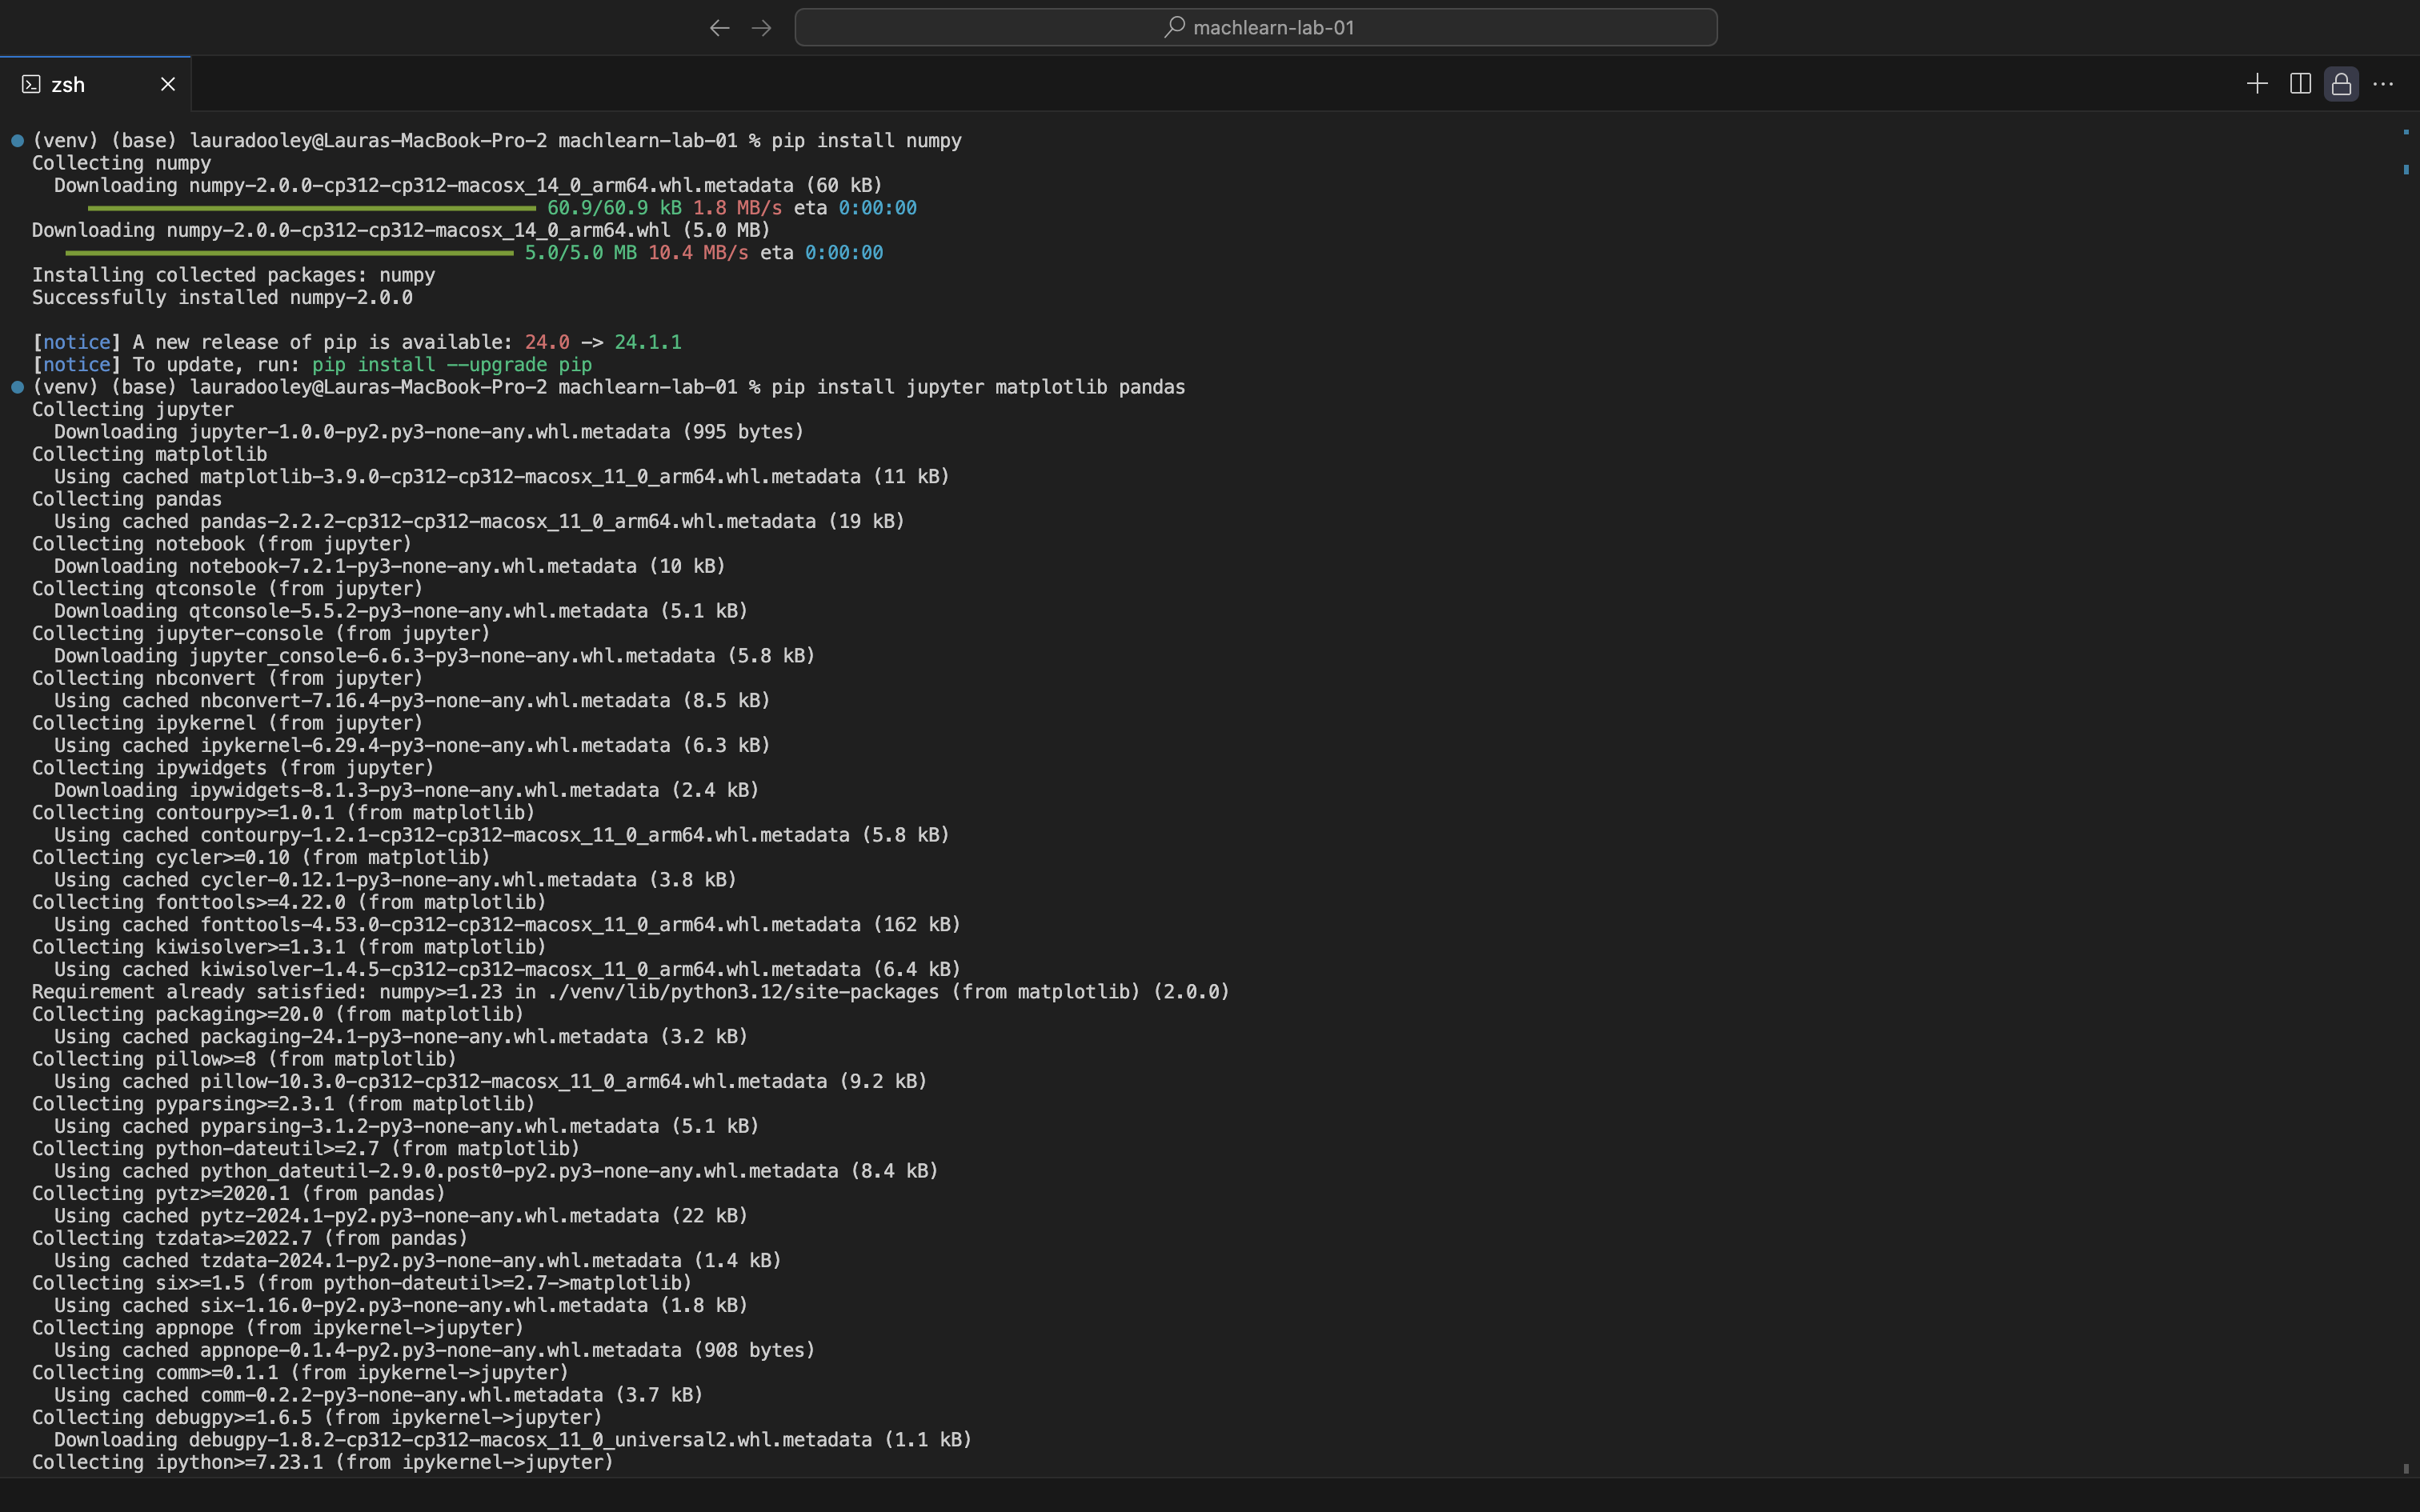 machlearn-lab-01
zsh
(venv) (base) lauradooley@Lauras-MacBook-Pro-2 machlearn-lab-01 % pip install numpy
Collecting numpy
  Downloading numpy-2.0.0-cp312-cp312-macosx_14_0_arm64.whl.metadata (60 kB)
60.9/60.9 kB 1.8 MB/s eta 0:00:00
Downloading numpy-2.0.0-cp312-cp312-macosx_14_0_arm64.whl (5.0 MB)
5.0/5.0 MB 10.4 MB/s eta 0:00:00
Installing collected packages: numpy
Successfully installed numpy-2.0.0
[notice] A new release of pip is available: 24.0 -> 24.1.1
[notice] To update, run: pip install --upgrade pip
(venv) (base) lauradooley@Lauras-MacBook-Pro-2 machlearn-lab-01 % pip install jupyter matplotlib pandas
Collecting jupyter
  Downloading jupyter-1.0.0-py2.py3-none-any.whl.metadata (995 bytes)
Collecting matplotlib
  Using cached matplotlib-3.9.0-cp312-cp312-macosx_11_0_arm64.whl.metadata (11 kB)
Collecting pandas
  Using cached pandas-2.2.2-cp312-cp312-macosx_11_0_arm64.whl.metadata (19 kB)
Collecting notebook (from jupyter)
  Downloading notebook-7.2.1-py3-none-any.whl.metadata (10 kB)
Collecting qtconsole (from jupyter)
  Downloading qtconsole-5.5.2-py3-none-any.whl.metadata (5.1 kB)
Collecting jupyter-console (from jupyter)
  Downloading jupyter_console-6.6.3-py3-none-any.whl.metadata (5.8 kB)
Collecting nbconvert (from jupyter)
  Using cached nbconvert-7.16.4-py3-none-any.whl.metadata (8.5 kB)
Collecting ipykernel (from jupyter)
  Using cached ipykernel-6.29.4-py3-none-any.whl.metadata (6.3 kB)
Collecting ipywidgets (from jupyter)
  Downloading ipywidgets-8.1.3-py3-none-any.whl.metadata (2.4 kB)
Collecting contourpy>=1.0.1 (from matplotlib)
  Using cached contourpy-1.2.1-cp312-cp312-macosx_11_0_arm64.whl.metadata (5.8 kB)
Collecting cycler>=0.10 (from matplotlib)
  Using cached cycler-0.12.1-py3-none-any.whl.metadata (3.8 kB)
Collecting fonttools>=4.22.0 (from matplotlib)
  Using cached fonttools-4.53.0-cp312-cp312-macosx_11_0_arm64.whl.metadata (162 kB)
Collecting kiwisolver>=1.3.1 (from matplotlib)
  Using cached kiwisolver-1.4.5-cp312-cp312-macosx_11_0_arm64.whl.metadata (6.4 kB)
Requirement already satisfied: numpy>=1.23 in ./venv/lib/python3.12/site-packages (from matplotlib) (2.0.0)
Collecting packaging>=20.0 (from matplotlib)
  Using cached packaging-24.1-py3-none-any.whl.metadata (3.2 kB)
Collecting pillow>=8 (from matplotlib)
  Using cached pillow-10.3.0-cp312-cp312-macosx_11_0_arm64.whl.metadata (9.2 kB)
Collecting pyparsing>=2.3.1 (from matplotlib)
  Using cached pyparsing-3.1.2-py3-none-any.whl.metadata (5.1 kB)
Collecting python-dateutil>=2.7 (from matplotlib)
  Using cached python_dateutil-2.9.0.post0-py2.py3-none-any.whl.metadata (8.4 kB)
Collecting pytz>=2020.1 (from pandas)
  Using cached pytz-2024.1-py2.py3-none-any.whl.metadata (22 kB)
Collecting tzdata>=2022.7 (from pandas)
  Using cached tzdata-2024.1-py2.py3-none-any.whl.metadata (1.4 kB)
Collecting six>=1.5 (from python-dateutil>=2.7->matplotlib)
  Using cached six-1.16.0-py2.py3-none-any.whl.metadata (1.8 kB)
Collecting appnope (from ipykernel->jupyter)
  Using cached appnope-0.1.4-py2.py3-none-any.whl.metadata (908 bytes)
Collecting comm>=0.1.1 (from ipykernel->jupyter)
  Using cached comm-0.2.2-py3-none-any.whl.metadata (3.7 kB)
Collecting debugpy>=1.6.5 (from ipykernel->jupyter)
  Downloading debugpy-1.8.2-cp312-cp312-macosx_11_0_universal2.whl.metadata (1.1 kB)
Collecting ipython>=7.23.1 (from ipykernel->jupyter)